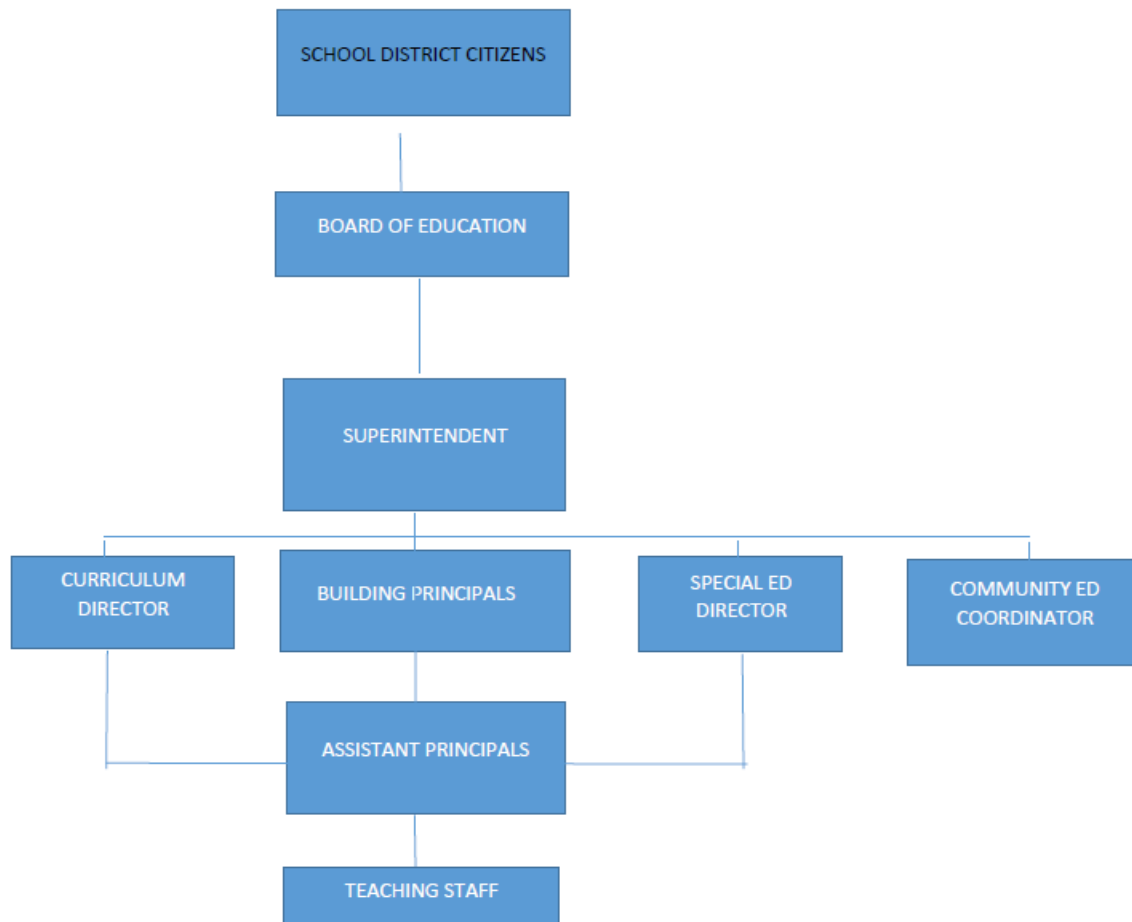 SCHOOL DISTRICT CITIZENS
BOARD OF EDUCATION
SUPERINTENDENT
CURRICULUM
DIRECTOR
BUILDING PRINCIPALS
SPECIAL ED
DIRECTOR
COMMUNITY ED
COORDINATOR
ASSISTANT PRINCIPALS
TEACHING STAFF